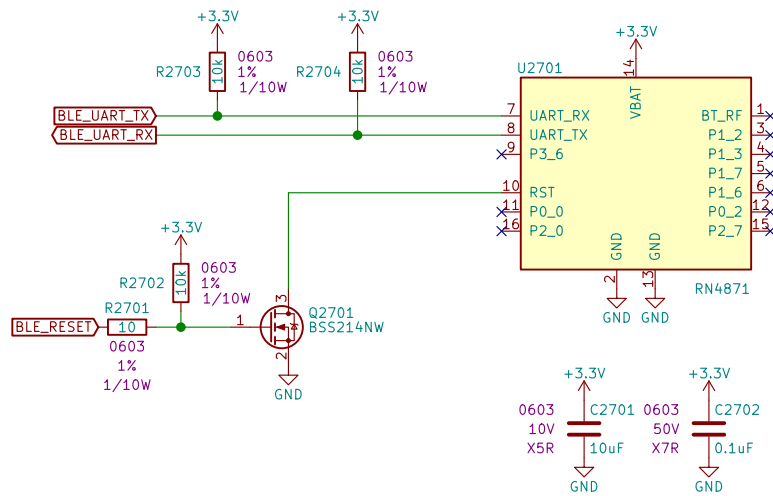 +3.3V
+3.3V
+3.3V
R2703
10k
0603
1%
1/10W
R2704
10k
0603
1%
1/10W
U2701
14
VBAT
BLE_UART_TX
BLE_UART_RX
7
UART_RX
8
UART_TX
9
P3_6
10
RST
11
P0_0
16
P2_0
BT_RF
1
P1_2
3
P1_3
4
P1_7
5
P1_6
6
P0_2
12
P2_7
15
GND
GND
2
13
RN4871
GND
GND
+3.3V
R2702
10k
0603
1%
1/10W
BLE_RESET
R2701
10
0603
1%
1/10W
1
3
2
Q2701
BSS214NW
GND
+3.3V
0603
10V
X5R
C2701
10uF
GND
+3.3V
0603
50V
X7R
C2702
0.1uF
GND